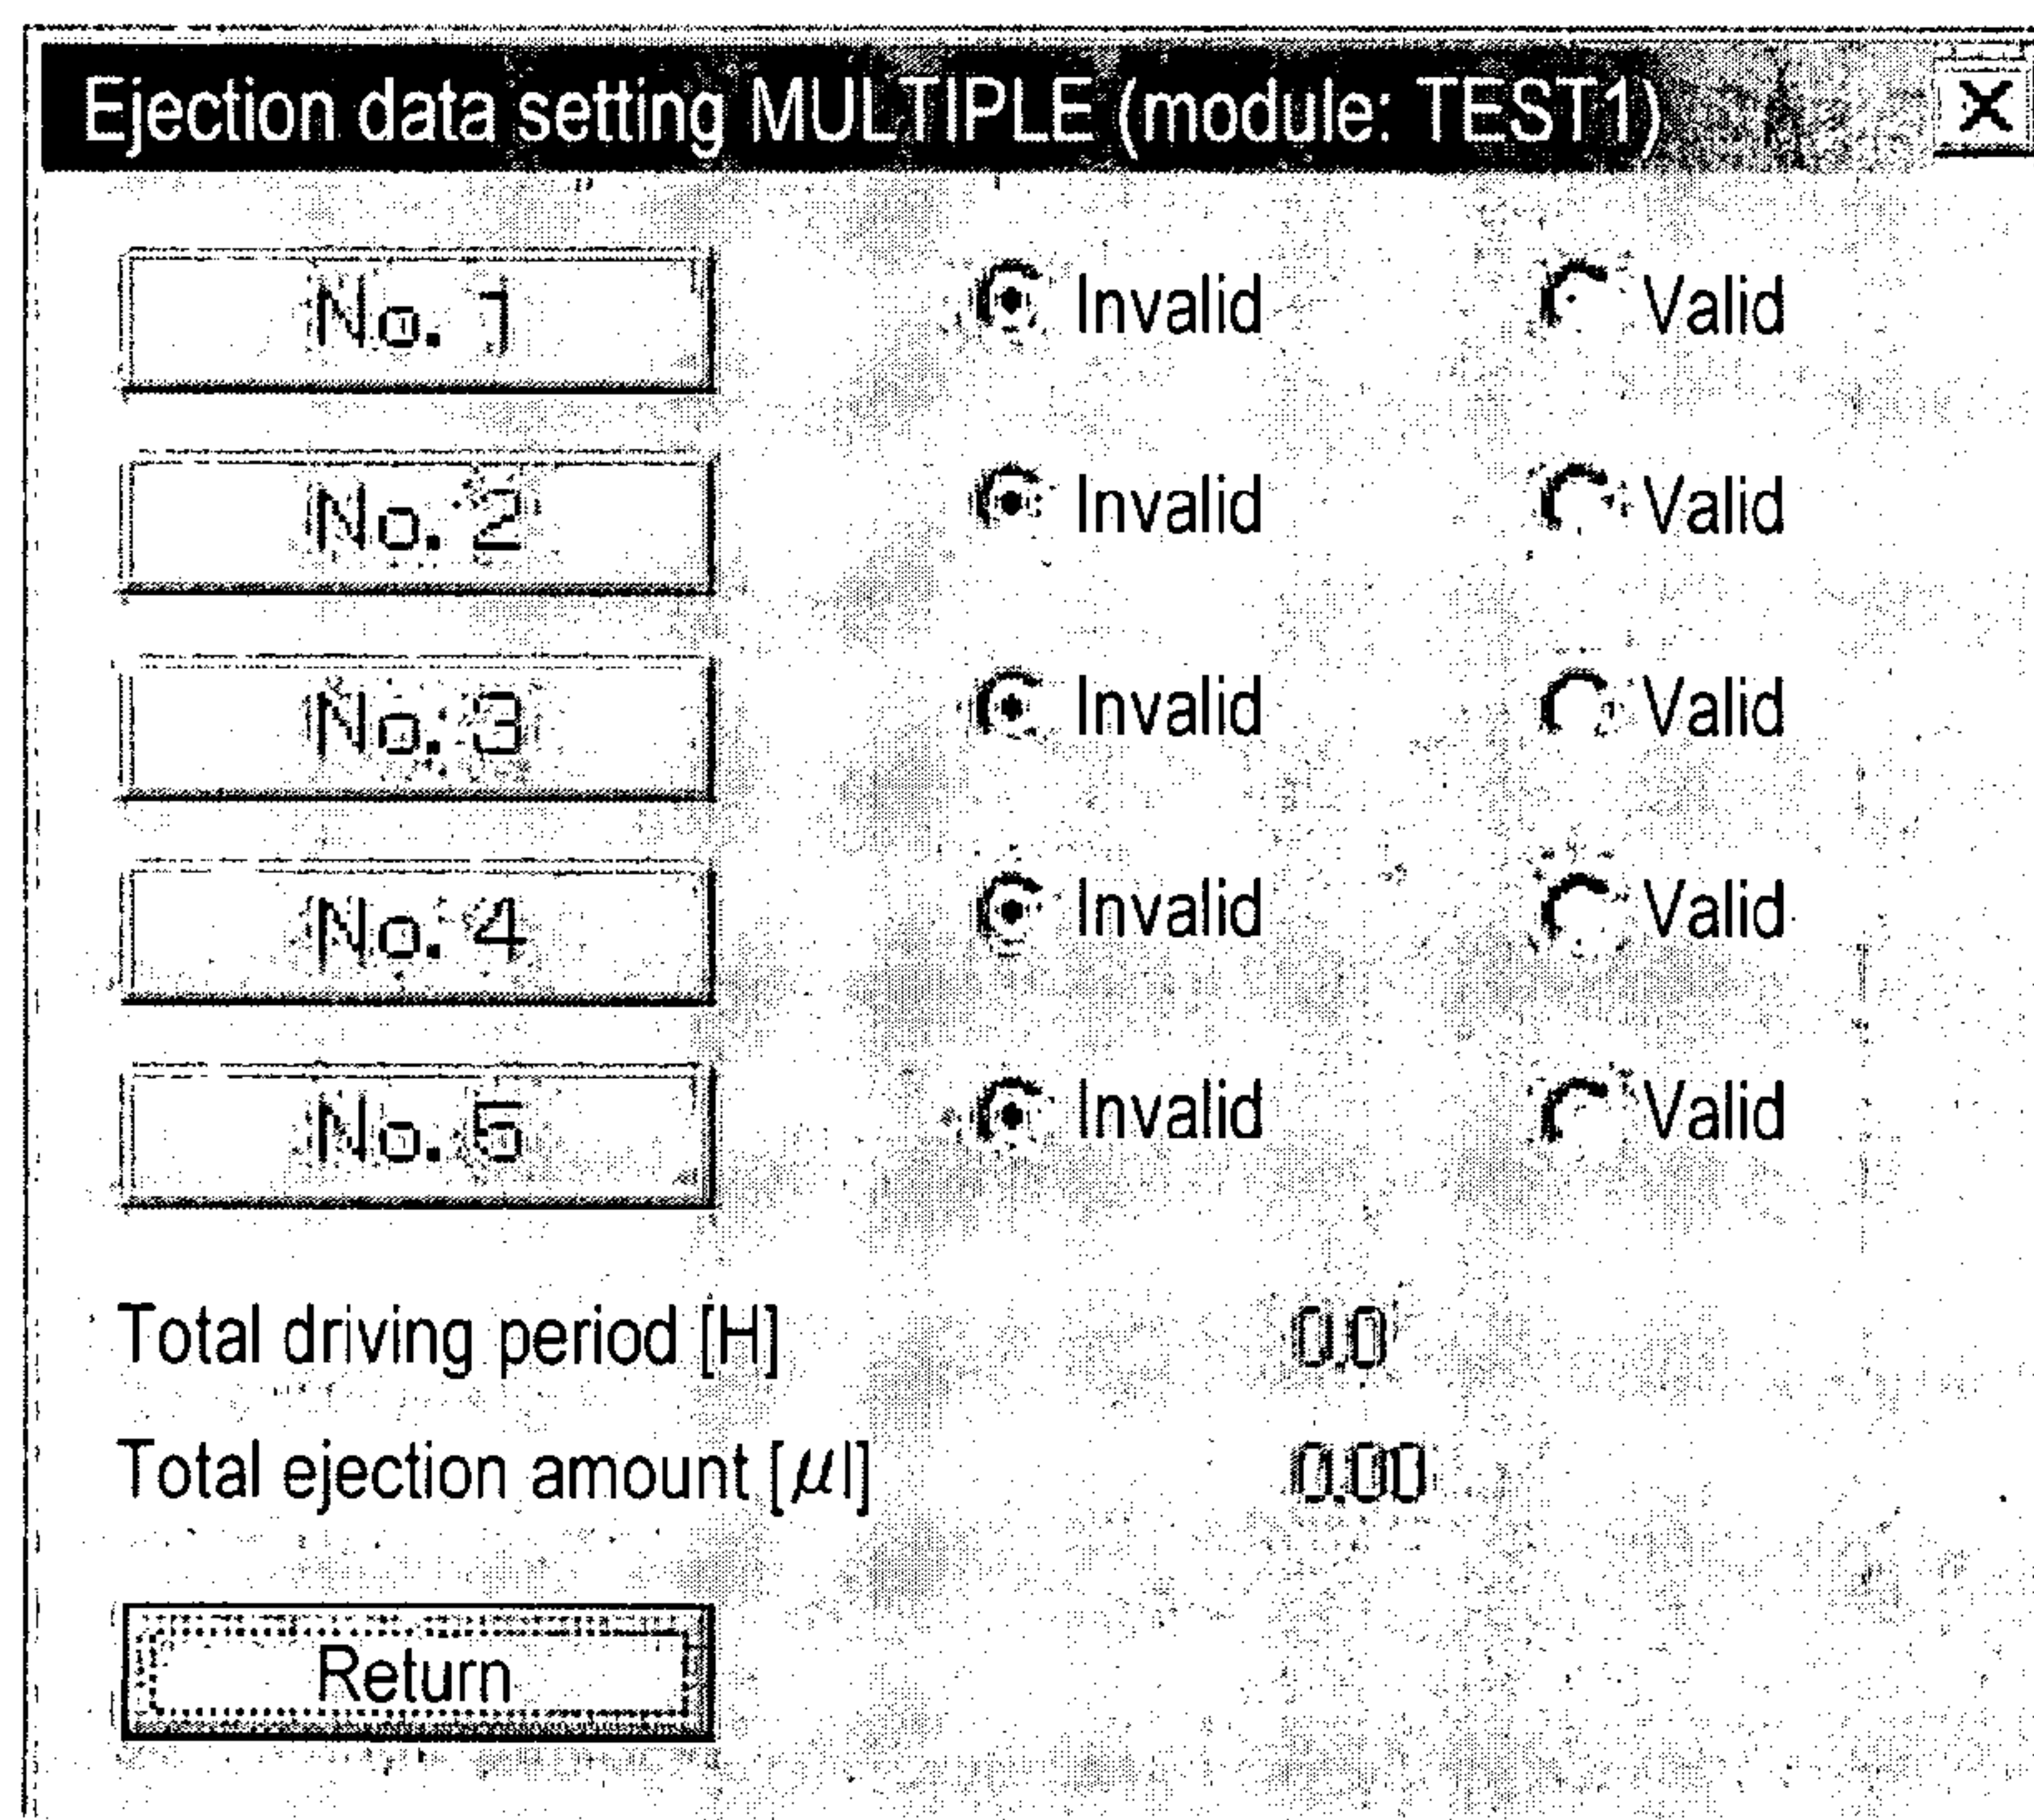 Ejection data setting MULTIPLE (module: TEST1)
No. 1 Invalid Valid
No. 2 Invalid Valid
No. 3 Invalid Valid
No. 4 Invalid Valid
No. 5 Invalid Valid
Total driving period [H] 0.0
Total ejection amount [μl] 0.00
Return